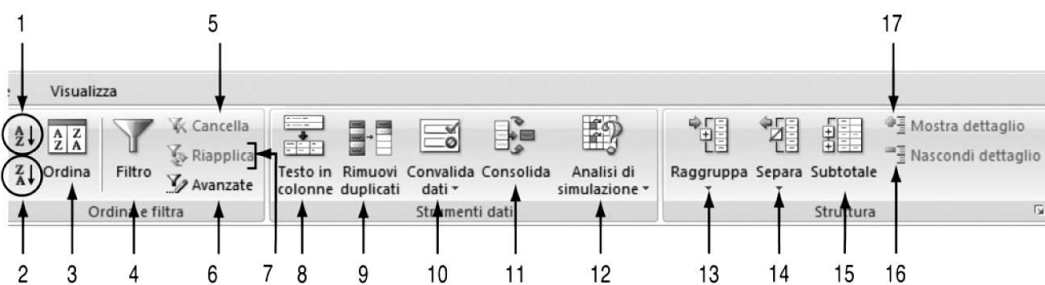 1 5 17
e Visualizza
A Z A Z Z A Cancella Mostra dettaglio
Riapplica
Z A Ordina Filtro Testo in Rimuovi Convalida Consolida Analisi di Raggruppa Separa Subtotale Nascondi dettaglio
Avanzate colonne duplicati dati simulazione
Ordina e filtra Strumenti dati Struttura
2 3 4 6 7 8 9 10 11 12 13 14 15 16